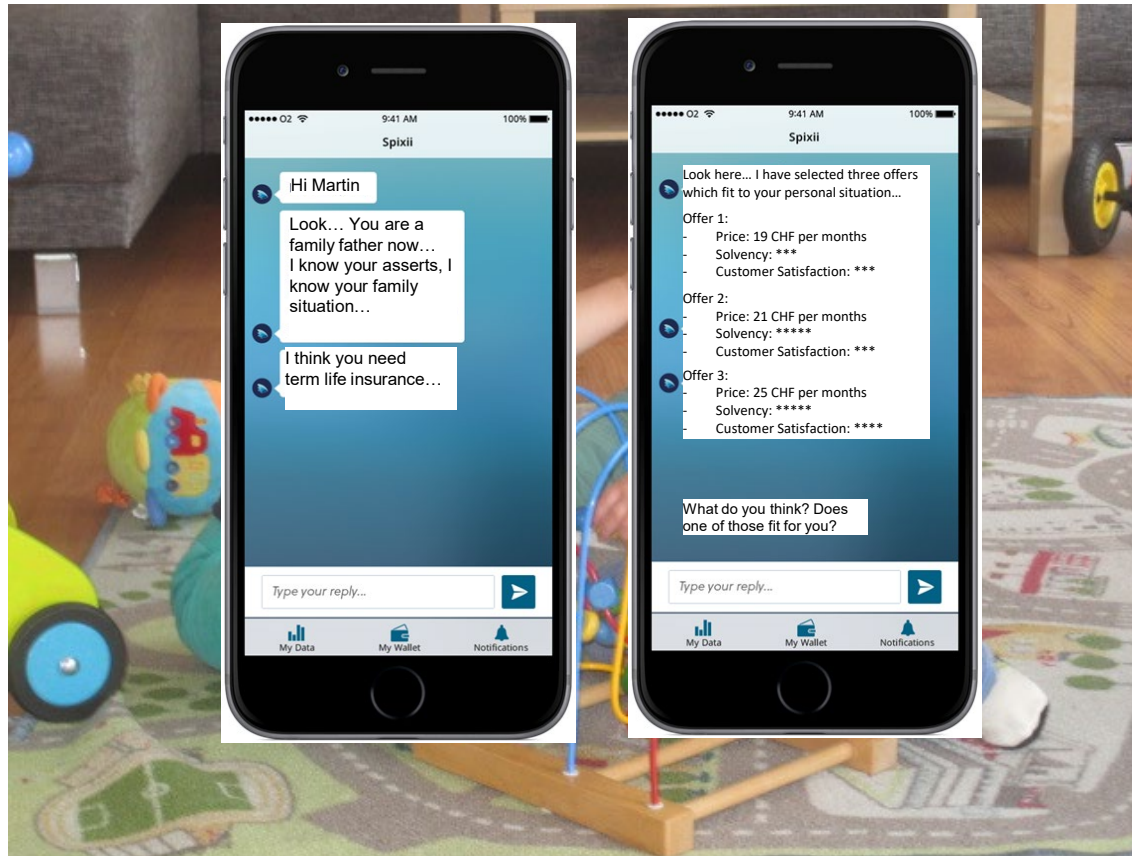 ●●●●● O2 9:41 AM 100%
Spixii
Hi Martin
Look… You are a
family father now…
I know your asserts, I
know your family
situation…
I think you need
term life insurance…
Type your reply...
My Data My Wallet Notifications
●●●●● O2 9:41 AM 100%
Spixii
Look here… I have selected three offers
which fit to your personal situation…
Offer 1:
- Price: 19 CHF per months
- Solvency: ***
- Customer Satisfaction: ***
Offer 2:
- Price: 21 CHF per months
- Solvency: *****
- Customer Satisfaction: ***
Offer 3:
- Price: 25 CHF per months
- Solvency: *****
- Customer Satisfaction: ****
What do you think? Does
one of those fit for you?
Type your reply...
My Data My Wallet Notifications